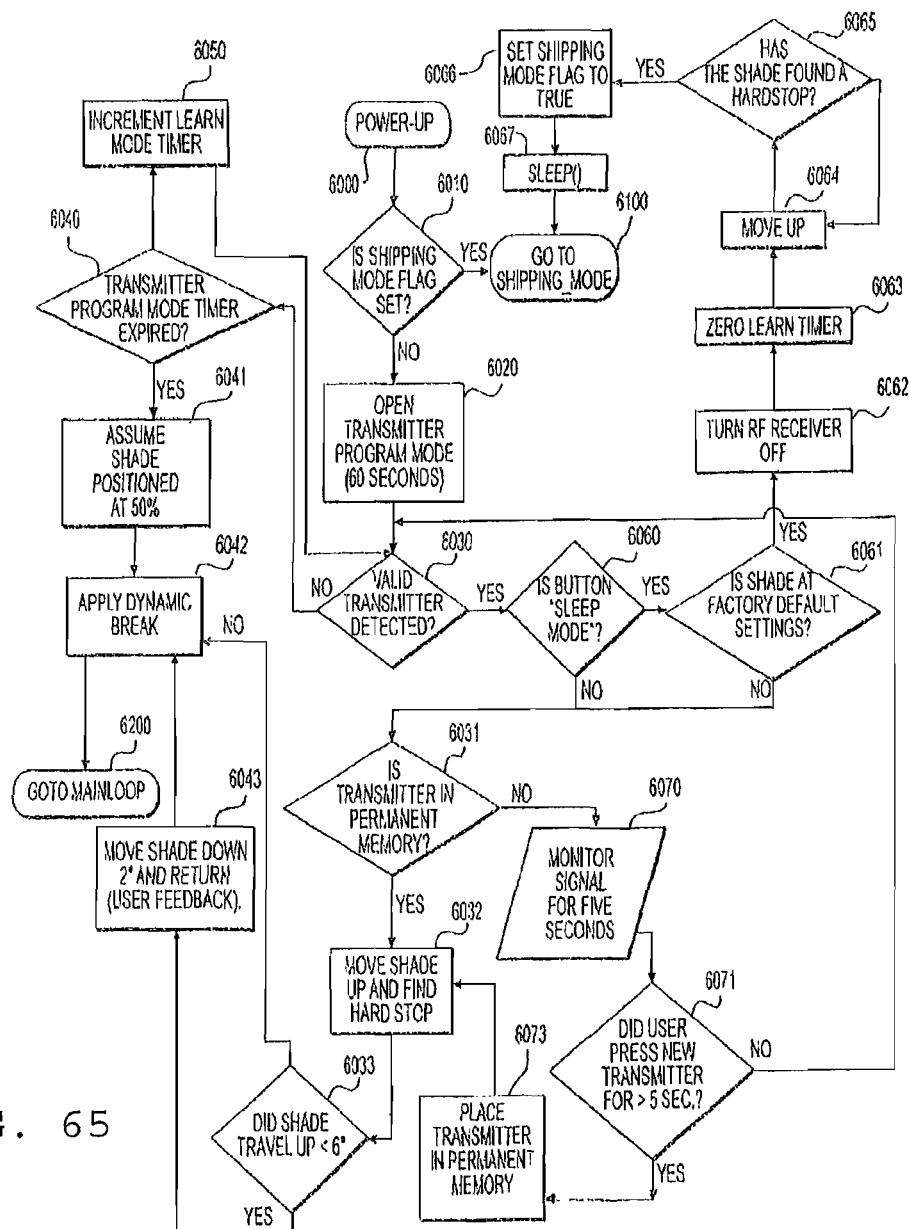 6050
INCREMENT LEARN
MODE TIMER
6040
TRANSMITTER
PROGRAM MODE TIMER
EXPIRED?
YES
6041
ASSUME
SHADE
POSITIONED
AT 50%
6042
APPLY DYNAMIC
BREAK
NO
6200
GOTO MAINLOOP
6043
MOVE SHADE DOWN
2" AND RETURN
(USER FEEDBACK).
POWER-UP
6000
6010
IS SHIPPING
MODE FLAG
SET?
YES
NO
6020
OPEN
TRANSMITTER
PROGRAM MODE
(60 SECONDS)
6030
NO
VALID
TRANSMITTER
DETECTED?
YES
6066
SET SHIPPING
MODE FLAG TO
TRUE
6067
SLEEP()
6100
GO TO
SHIPPING_MODE
6065
HAS
THE SHADE FOUND A
HARDSTOP?
YES
6064
MOVE UP
6063
ZERO LEARN TIMER
6062
TURN RF RECEIVER
OFF
YES
6060
IS BUTTON
"SLEEP
MODE"?
YES
NO
6061
IS SHADE AT
FACTORY DEFAULT
SETTINGS?
NO
6031
IS
TRANSMITTER IN
PERMANENT
MEMORY?
NO
YES
6070
MONITOR
SIGNAL
FOR FIVE
SECONDS
6032
MOVE SHADE
UP AND FIND
HARD STOP
6071
DID USER
PRESS NEW
TRANSMITTER
FOR > 5 SEC.?
NO
YES
6073
PLACE
TRANSMITTER
IN PERMANENT
MEMORY
6033
DID SHADE
TRAVEL UP < 6"
YES
65